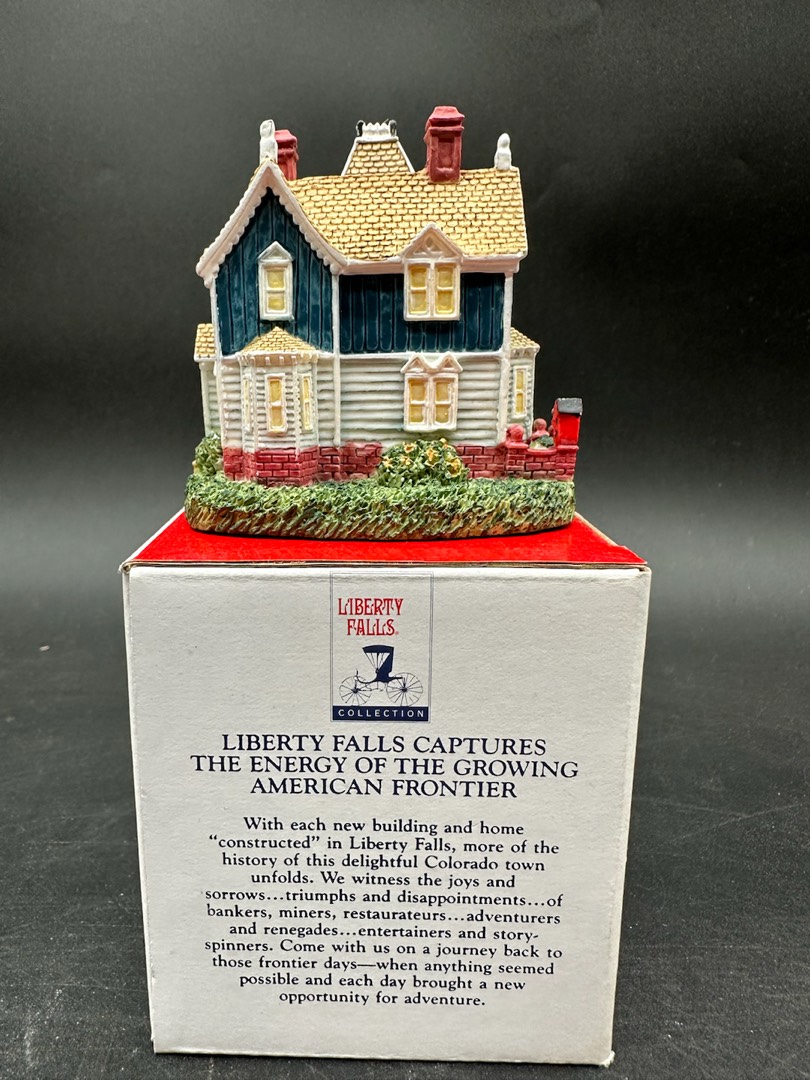 LIBERTY
FALLS®
COLLECTION
LIBERTY FALLS CAPTURES
THE ENERGY OF THE GROWING
AMERICAN FRONTIER
With each new building and home
“constructed” in Liberty Falls, more of the
history of this delightful Colorado town
unfolds. We witness the joys and
sorrows...triumphs and disappointments...of
bankers, miners, restaurateurs...adventurers
and renegades...entertainers and story-
spinners. Come with us on a journey back to
those frontier days—when anything seemed
possible and each day brought a new
opportunity for adventure.